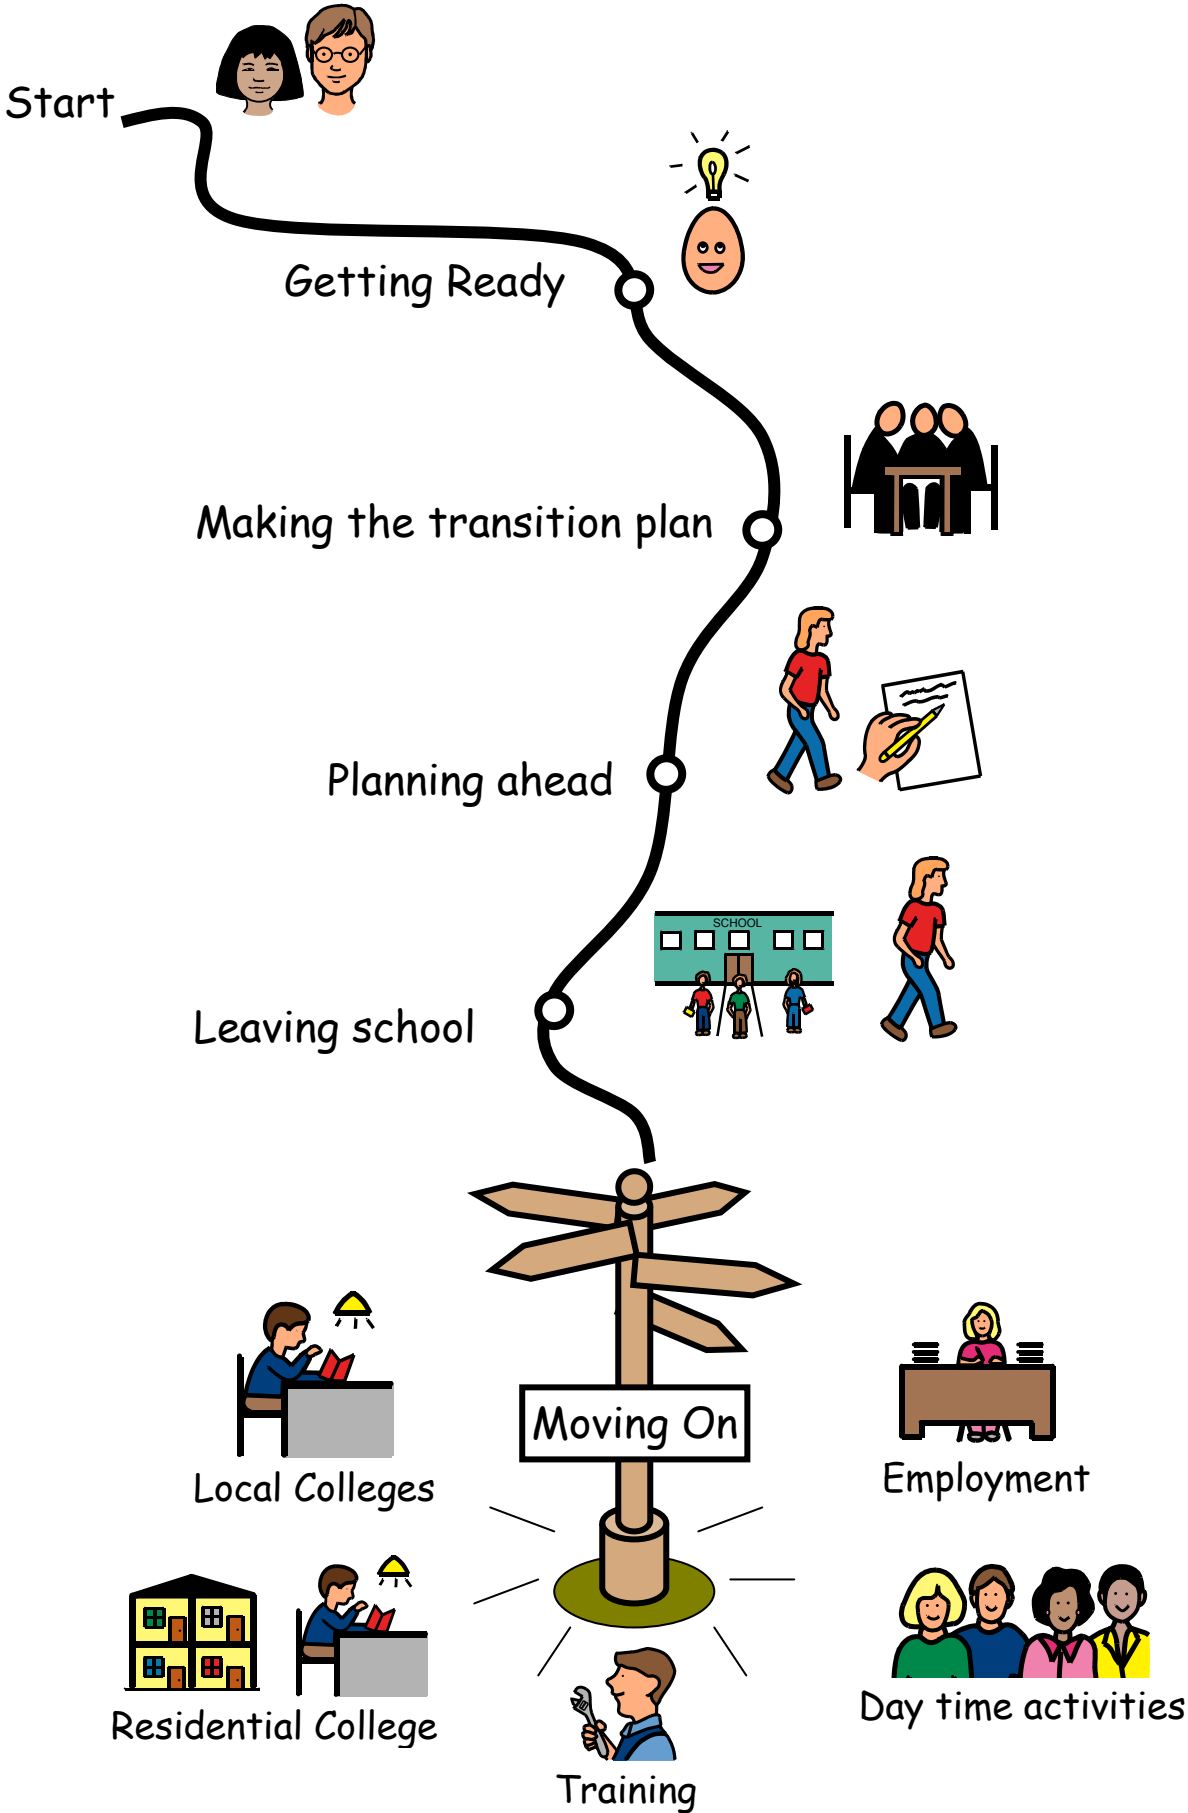 Start
Getting Ready
Making the transition plan
Planning ahead
SCHOOL
Leaving school
Moving On
Local Colleges
Employment
Residential College
Day time activities
Training